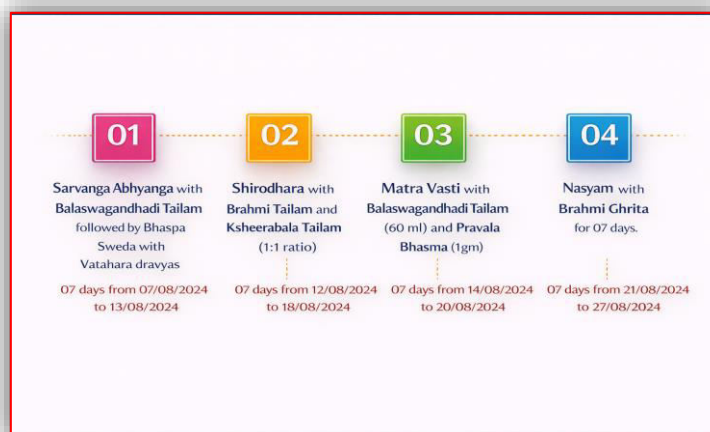 01
Sarvanga Abhyanga with
Balaswagandhadi Tailam
followed by Bhaspa
Sweda with
Vatahara dravyas
07 days from 07/08/2024
to 13/08/2024
02
Shirodhara with
Brahmi Tailam and
Ksheerabala Tailam
(1:1 ratio)
07 days from 12/08/2024
to 18/08/2024
03
Matra Vasti with
Balaswagandhadi Tailam
(60 ml) and Pravala
Bhasma (1gm)
07 days from 14/08/2024
to 20/08/2024
04
Nasyam with
Brahmi Ghrita
for 07 days.
07 days from 21/08/2024
to 27/08/2024